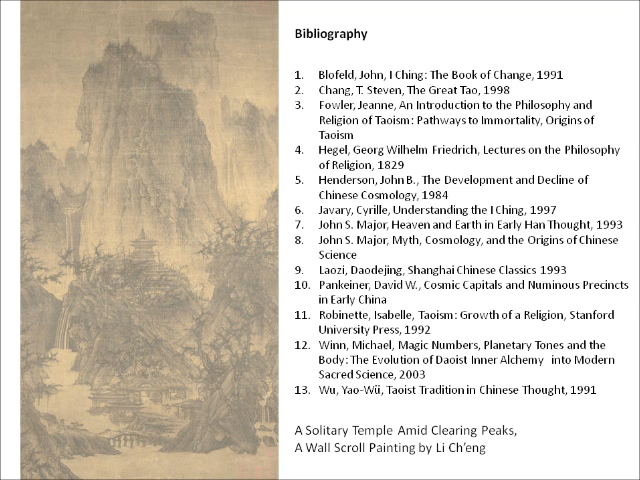 Bibliography
1. Blofeld, John, I Ching: The Book of Change, 1991
2. Chang, T. Steven, The Great Tao, 1998
3. Fowler, Jeanne, An Introduction to the Philosophy and
Religion of Taoism: Pathways to Immortality, Origins of
Taoism
4. Hegel, Georg Wilhelm Friedrich, Lectures on the Philosophy
of Religion, 1829
5. Henderson, John B., The Development and Decline of
Chinese Cosmology, 1984
6. Javary, Cyrille, Understanding the I Ching, 1997
7. John S. Major, Heaven and Earth in Early Han Thought, 1993
8. John S. Major, Myth, Cosmology, and the Origins of Chinese
Science
9. Laozi, Daodejing, Shanghai Chinese Classics 1993
10. Pankeiner, David W., Cosmic Capitals and Numinous Precincts
in Early China
11. Robinette, Isabelle, Taoism: Growth of a Religion, Stanford
University Press, 1992
12. Winn, Michael, Magic Numbers, Planetary Tones and the
Body: The Evolution of Daoist Inner Alchemy into Modern
Sacred Science, 2003
13. Wu, Yao-Wü, Taoist Tradition in Chinese Thought, 1991
A Solitary Temple Amid Clearing Peaks,
A Wall Scroll Painting by Li Ch'eng